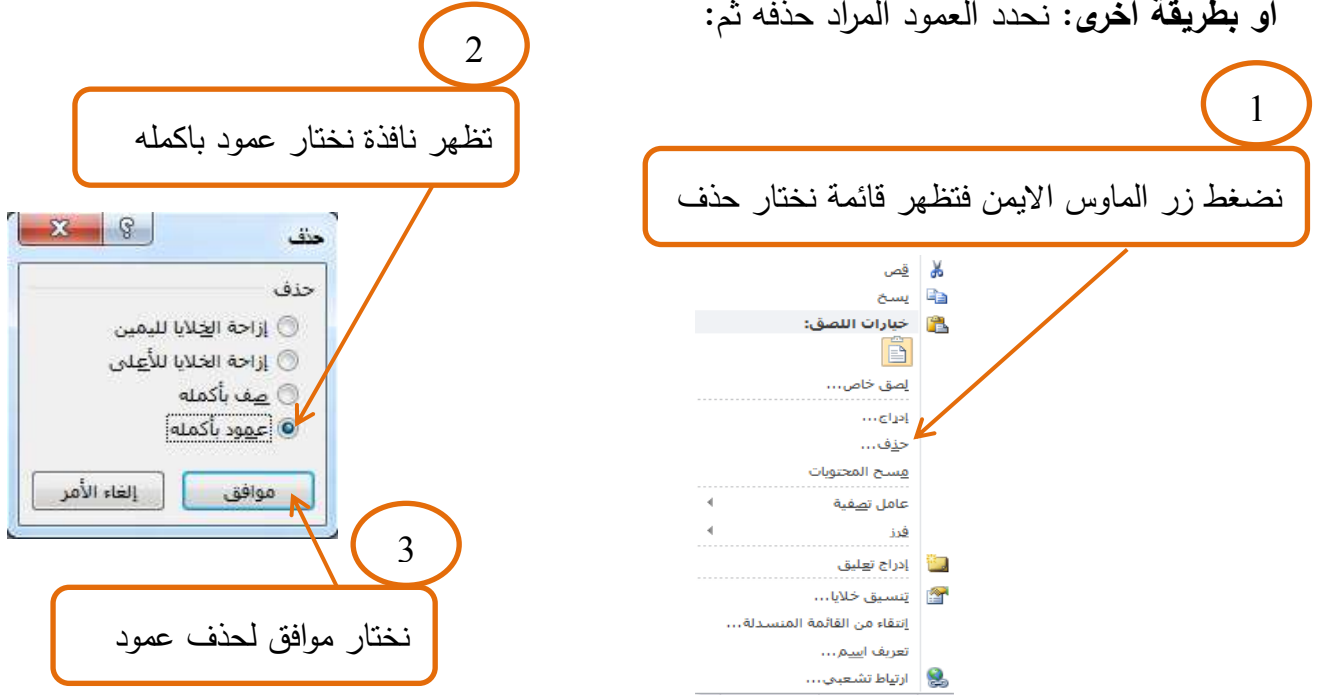 او بطريقة اخرى: نحدد العمود المراد حذفه ثم:
1
نضغط زر الماوس الايمن فتظهر قائمة نختار حذف
قص
نسخ
خيارات اللصق:
لصق خاص...
إدراج...
حذف...
مسح المحتويات
عامل تصفية
فرز
إدراج تعليق
تنسيق خلايا...
إنتقاء من القائمة المنسدلة...
تعريف اسم...
ارتباط تشعبي...
2
تظهر نافذة نختار عمود باكمله
حذف
حذف
إزاحة الخلايا لليمين
إزاحة الخلايا للأعلى
صف بأكمله
عمود بأكمله
موافق
إلغاء الأمر
3
نختار موافق لحذف عمود